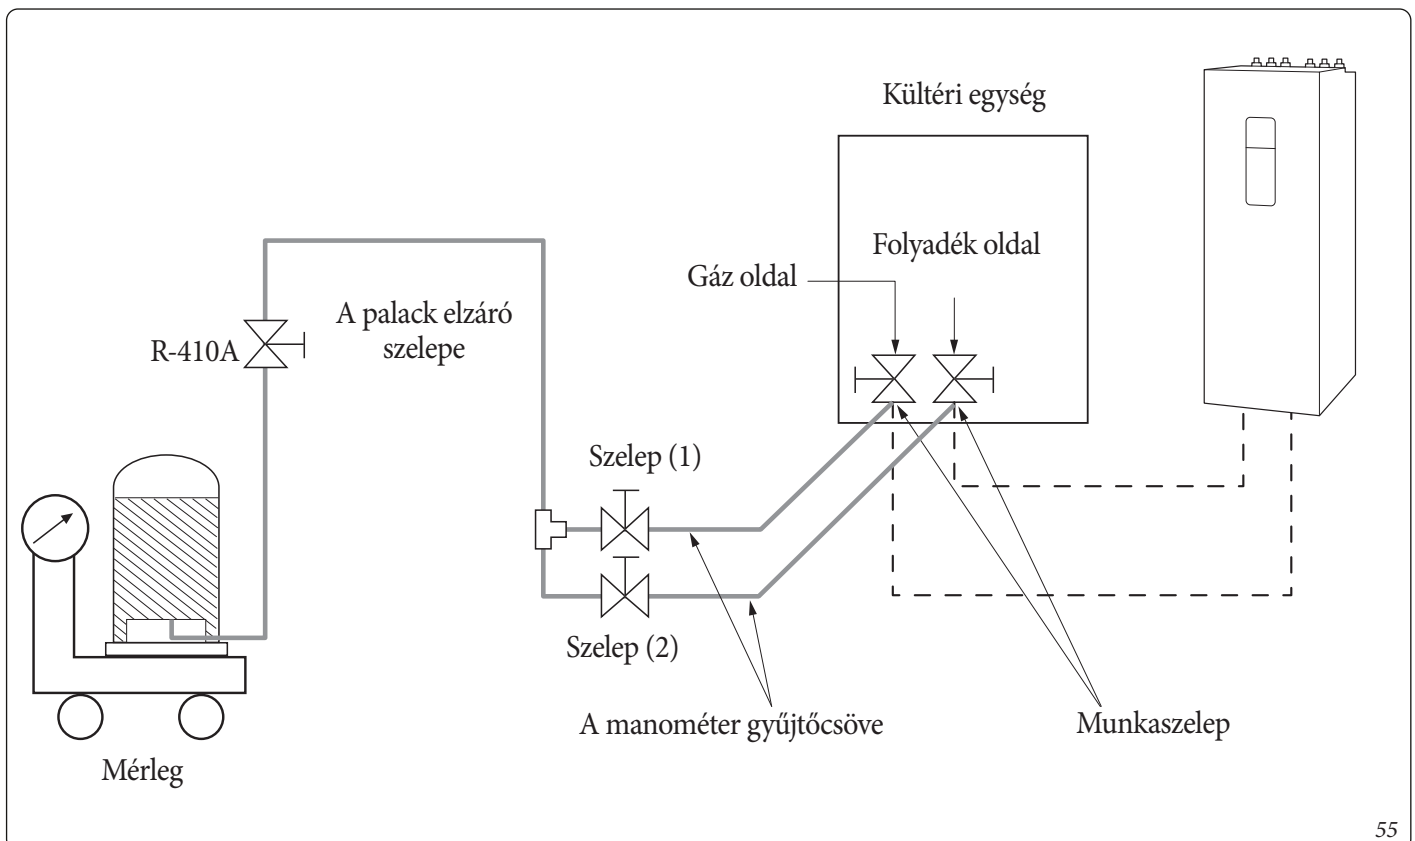 Kültéri egység
Folyadék oldal
Gáz oldal
A palack elzáró
szelepe
R-410A
Szelep (1)
Szelep (2)
A manométer gyűjtőcsöve
Munkaszelep
Mérleg
55